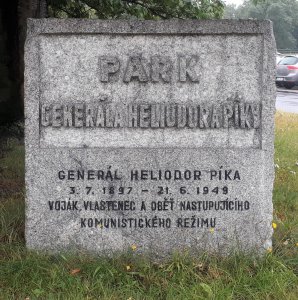 PARK
GENERÁLA HELIODORA PÍKY
GENERÁL HELIODOR PÍKA
3. 7. 1897 - 21. 6. 1949
VOJÁK, VLASTENEC A OBĚŤ NASTUPUJÍCÍHO
KOMUNISTICKÉHO REŽIMU